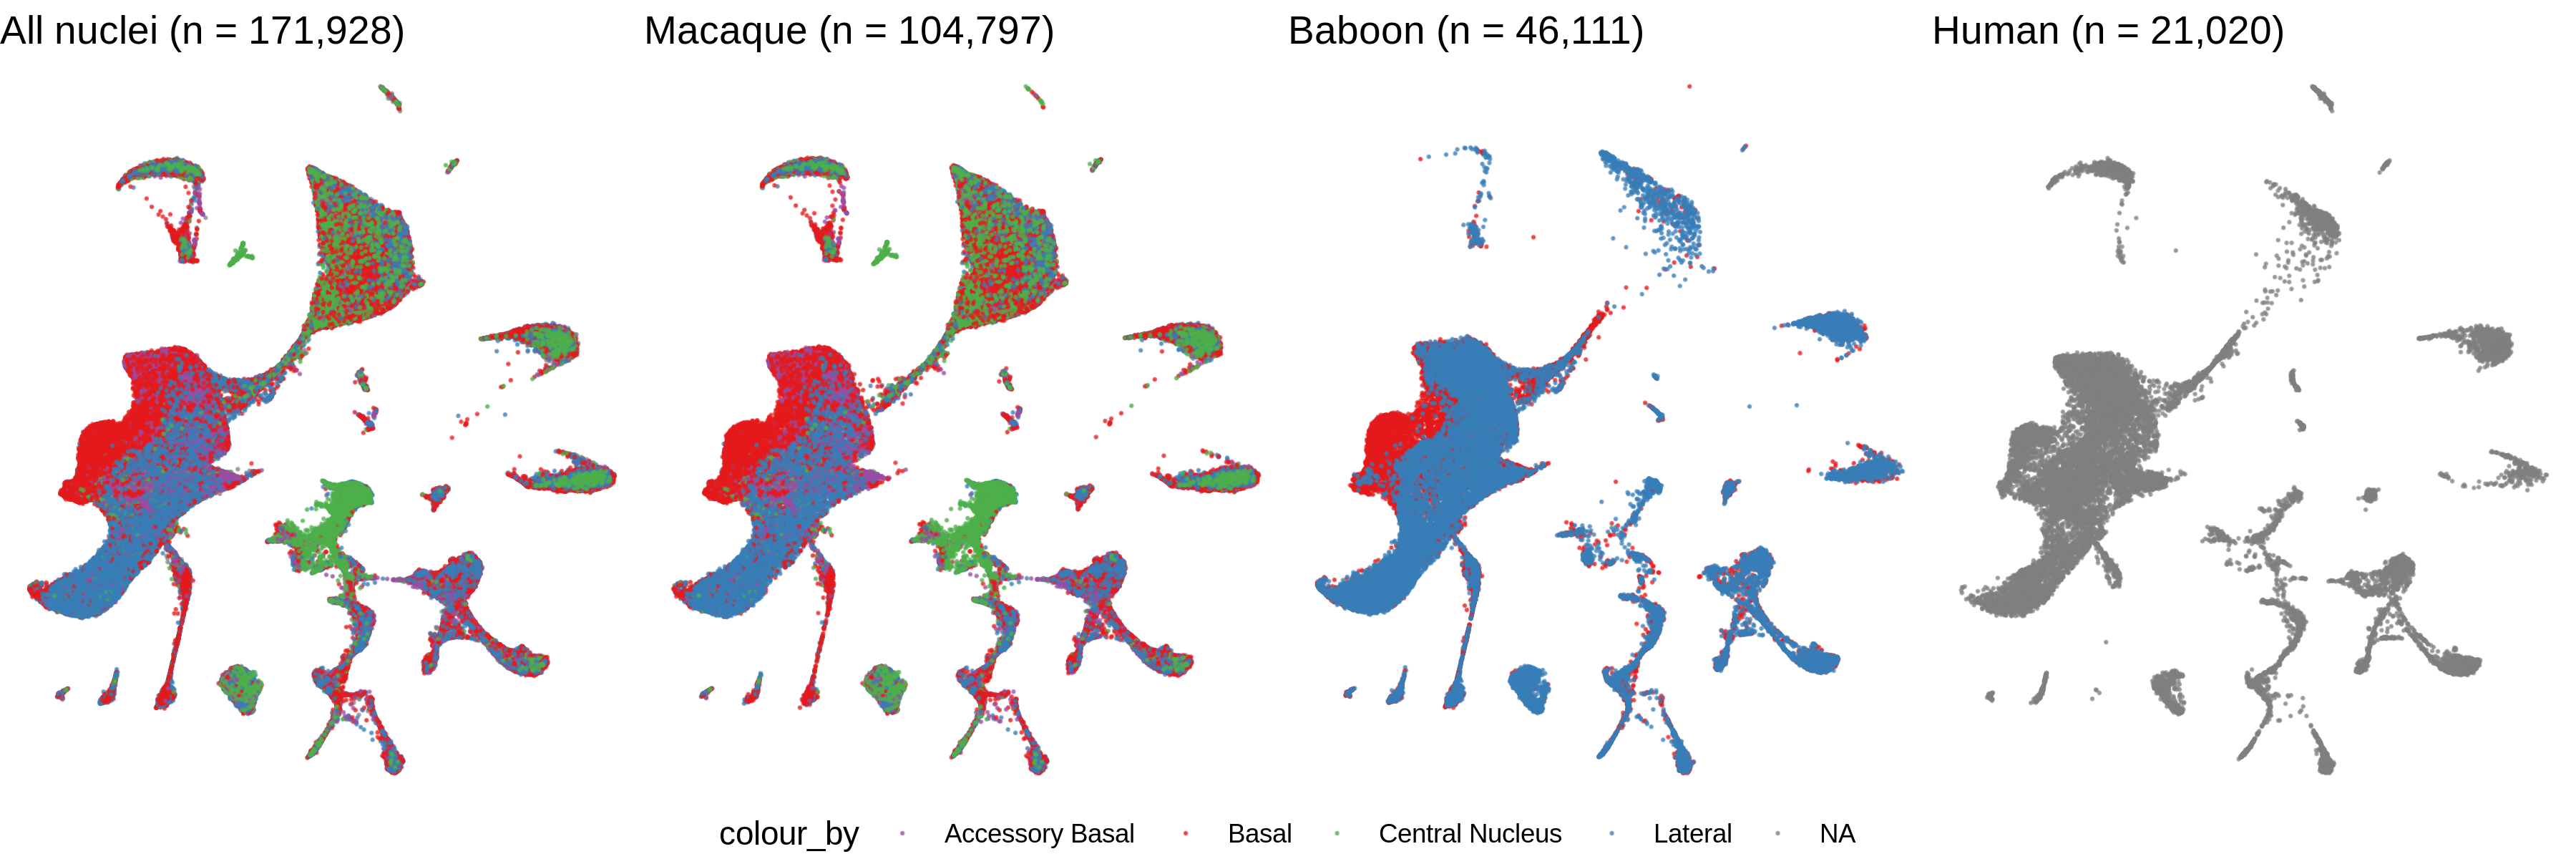 All nuclei (n = 171,928)
Macaque (n = 104,797)
Baboon (n = 46,111)
Human (n = 21,020)
colour_by Accessory Basal Basal Central Nucleus Lateral NA